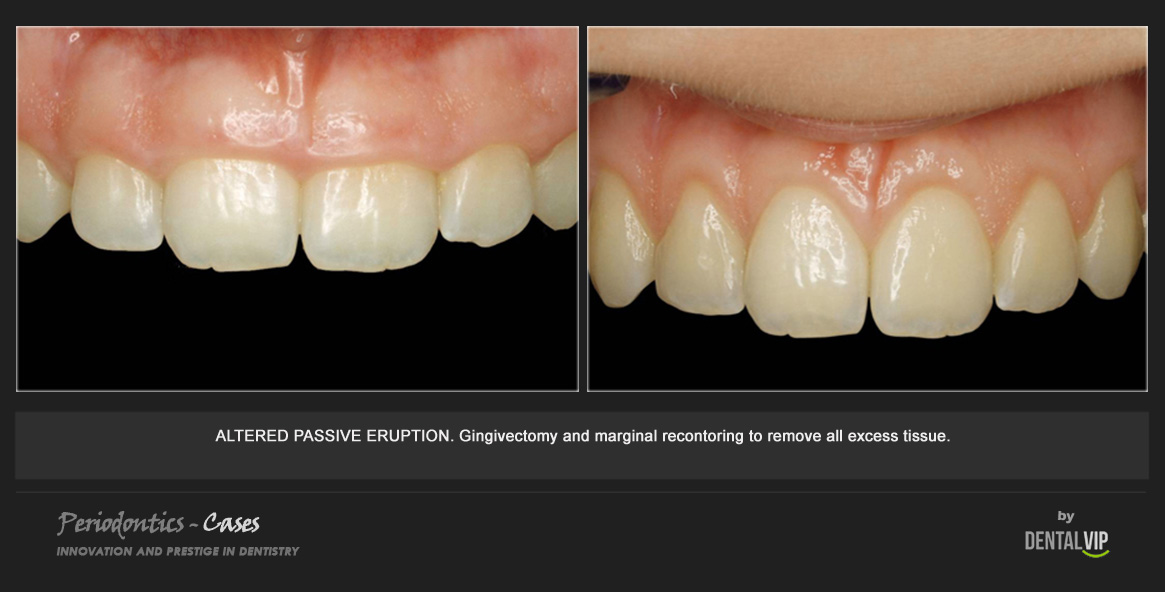 ALTERED PASSIVE ERUPTION. Gingivectomy and marginal recontoring to remove all excess tissue.
Periodontics - Cases
INNOVATION AND PRESTIGE IN DENTISTRY
by
DENTALVIP